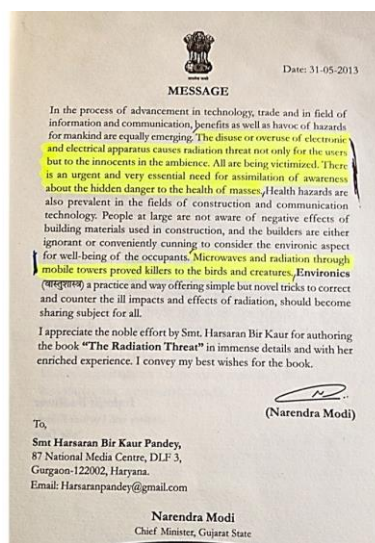 Date: 31-05-2013
MESSAGE
In the process of advancement in technology, trade and in field of
information and communication, benefits as well as havoc of hazards
for mankind are equally emerging. The disuse or overuse of electronic
and electrical apparatus causes radiation threat not only for the users
but to the innocents in the ambience. All are being victimized. There
is an urgent and very essential need for assimilation of awareness
about the hidden danger to the health of masses. Health hazards are
also prevalent in the fields of construction and communication
technology. People at large are not aware of negative effects of
building materials used in construction, and the builders are either
ignorant or conveniently cunning to consider the environic aspect
for well-being of the occupants. Microwaves and radiation through
mobile towers proved killers to the birds and creatures. Environics
(वास्तुशास्त्र) a practice and way offering simple but novel tricks to correct
and counter the ill impacts and effects of radiation, should become
sharing subject for all.
I appreciate the noble effort by Smt. Harsaran Bir Kaur for authoring
the book “The Radiation Threat” in immense details and with her
enriched experience. I convey my best wishes for the book.
(Narendra Modi)
To,
Smt Harsaran Bir Kaur Pandey,
87 National Media Centre, DLF 3,
Gurgaon-122002, Haryana.
Email: Harsaranpandey@gmail.com
Narendra Modi
Chief Minister, Gujarat State